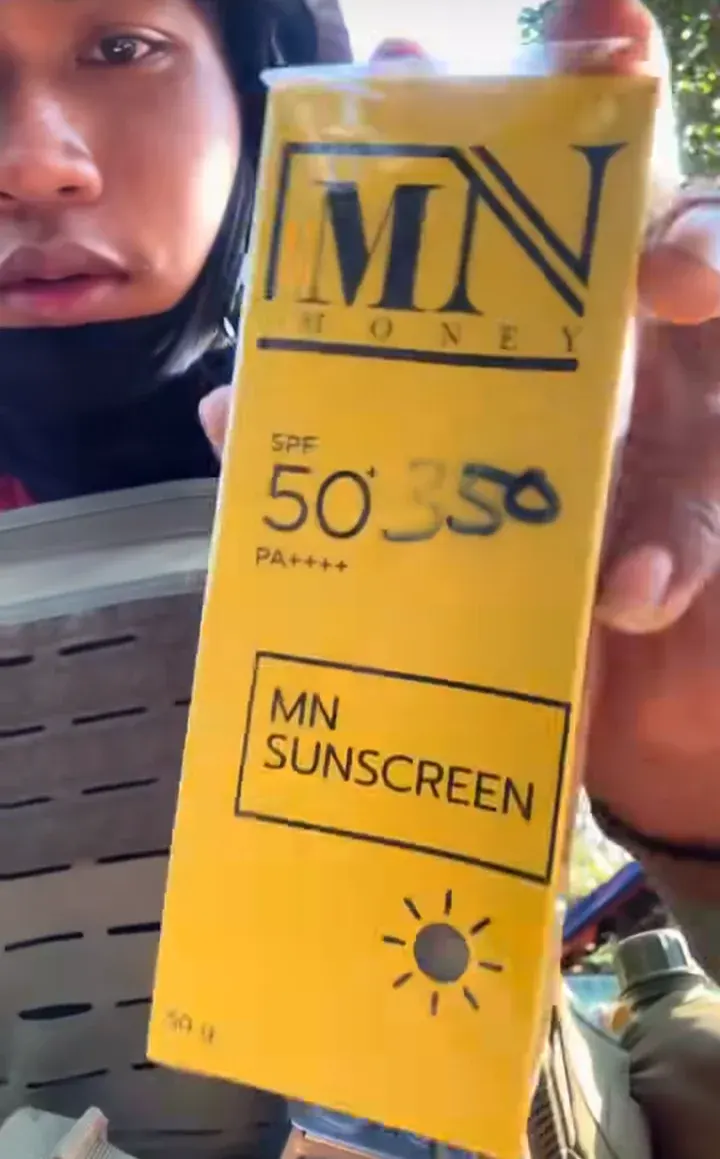 MN
MONEY
SPF
50+ 350
PA++++
MN
SUNSCREEN
50 g